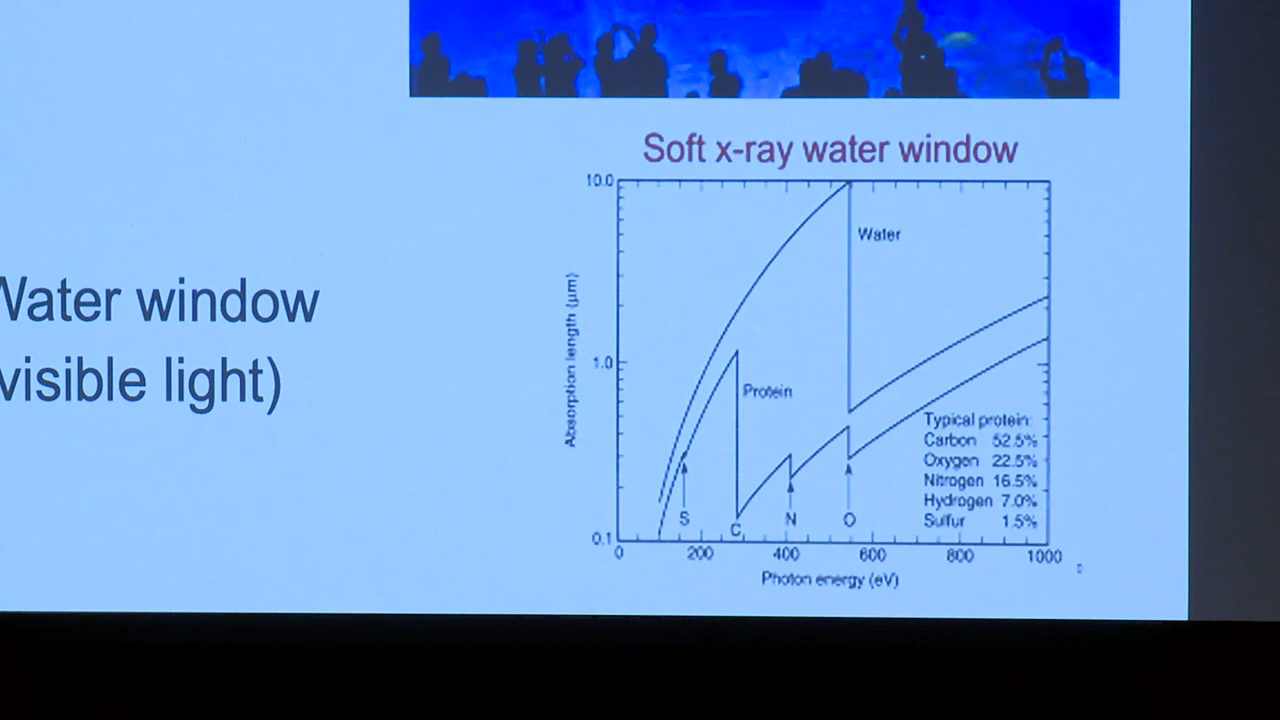 Soft x-ray water window
Water window
visible light)
Absorption length (μm)
10.0
1.0
0.1
Water
Protein
S
C
N
O
Typical protein:
Carbon 52.5%
Oxygen 22.5%
Nitrogen 16.5%
Hydrogen 7.0%
Sulfur 1.5%
0 200 400 600 800 1000
Photon energy (eV)